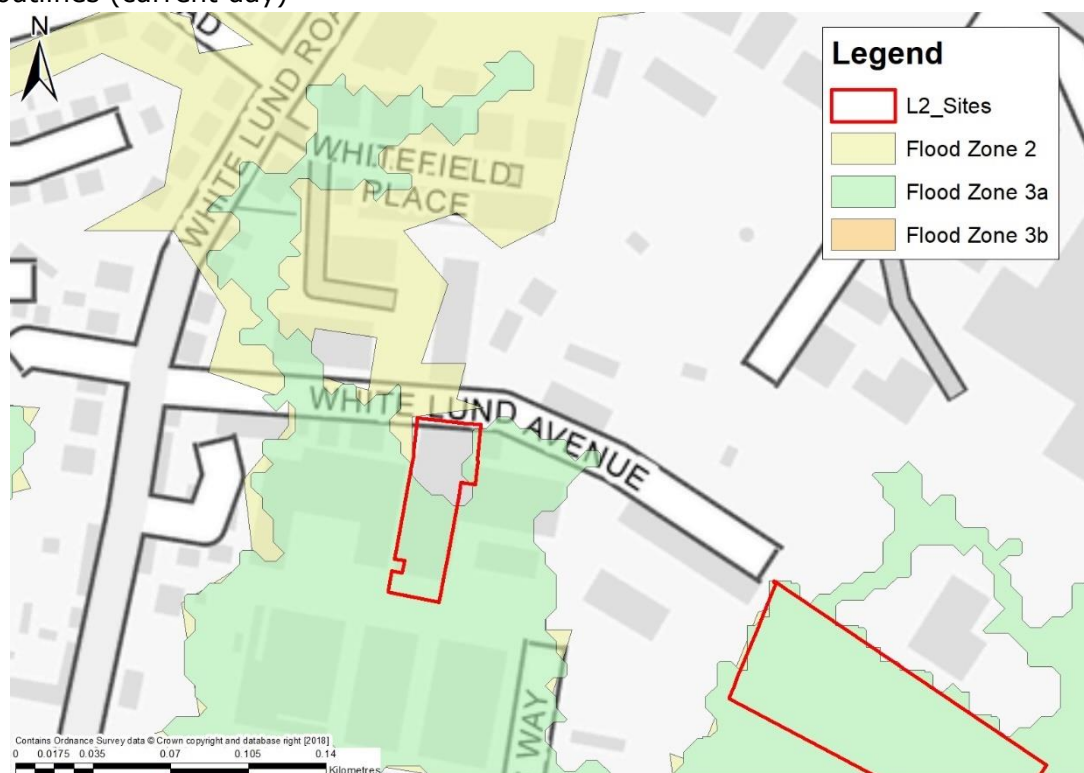 outlines (current day)
N
AD
WHITE LUND ROAD
WHITEFIELD
PLACE
WHITE LUND AVENUE
WAY
Legend
L2_Sites
Flood Zone 2
Flood Zone 3a
Flood Zone 3b
Contains Ordnance Survey data © Crown copyright and database right [2018]
0 0.0175 0.035 0.07 0.105 0.14
Kilometres